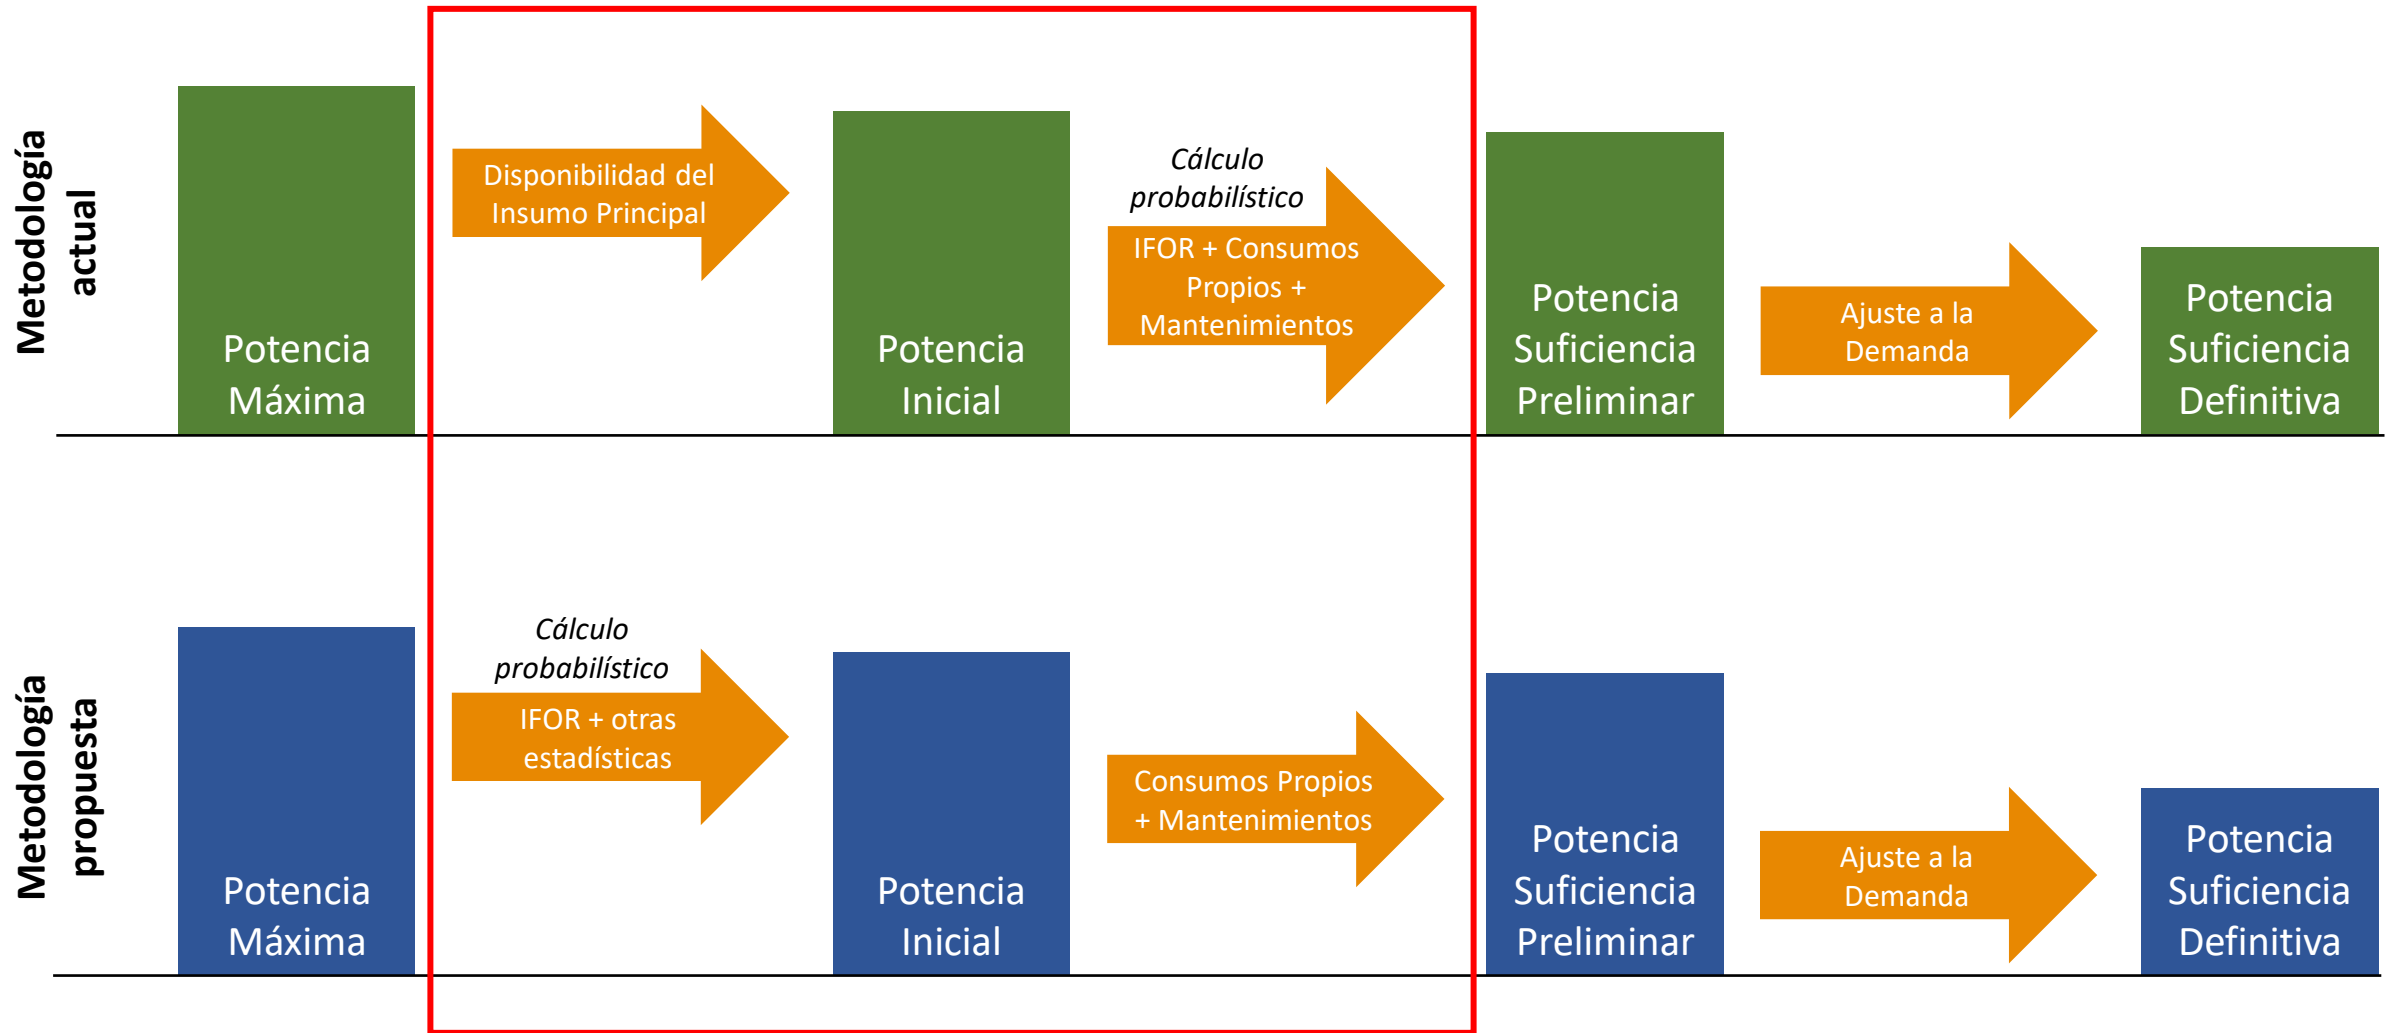 Metodología
actual
Potencia
Máxima
Disponibilidad del
Insumo Principal
Potencia
Inicial
Cálculo
probabilístico
IFOR + Consumos
Propios +
Mantenimientos
Potencia
Suficiencia
Preliminar
Ajuste a la
Demanda
Potencia
Suficiencia
Definitiva
Metodología
propuesta
Potencia
Máxima
Cálculo
probabilístico
IFOR + otras
estadísticas
Potencia
Inicial
Consumos Propios
+ Mantenimientos
Potencia
Suficiencia
Preliminar
Ajuste a la
Demanda
Potencia
Suficiencia
Definitiva